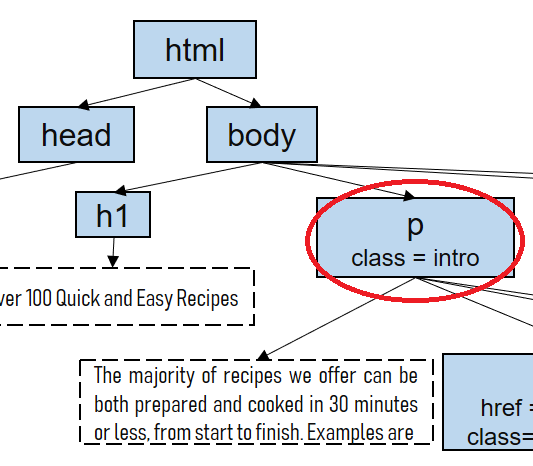 html
head
body
h1
p
class = intro
ver 100 Quick and Easy Recipes
The majority of recipes we offer can be
both prepared and cooked in 30 minutes
or less, from start to finish. Examples are
href =
class=